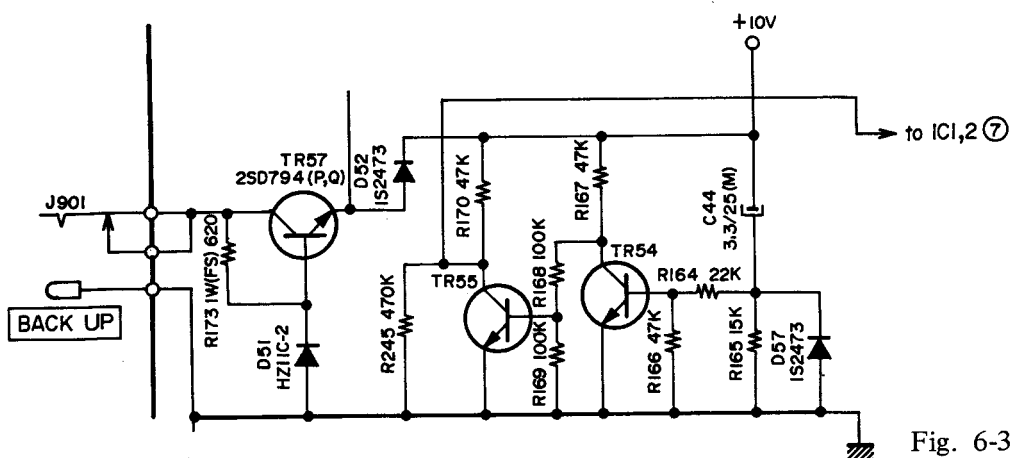 +10V
to IC1,2 ⑦
J901
TR57
2SD794(P,Q)
D52
1S2473
R170 47K
R167 47K
C44
3.3/25(M)
R173 1W(FS) 620
TR55
R168 100K
TR54
R164 22K
BACK UP
D51
HZ11C-2
R245 470K
R169 100K
R166 47K
R165 15K
D57
1S2473
Fig. 6-3